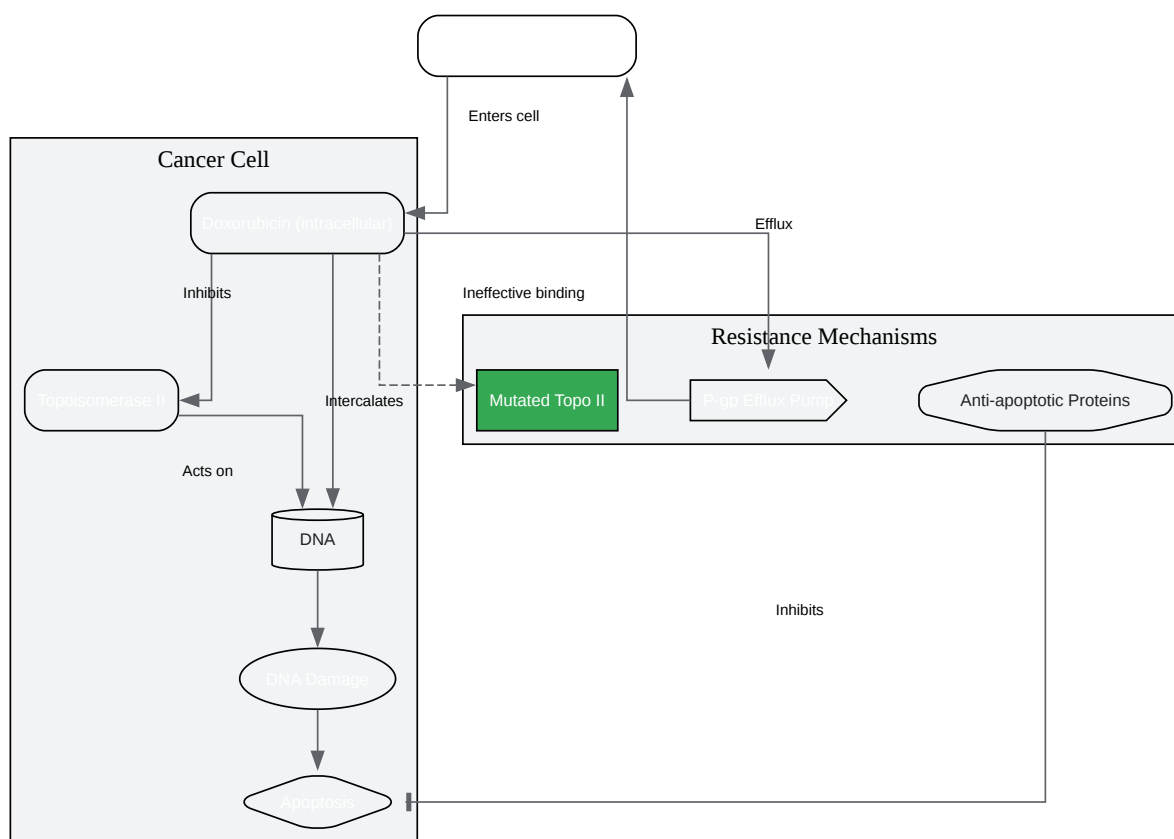 Enters cell
Cancer Cell
Doxorubicin (intracellular)
Efflux
Inhibits
Ineffective binding
Resistance Mechanisms
Topoisomerase II
Intercalates
Mutated Topo II
P-gp Efflux Pump
Anti-apoptotic Proteins
Acts on
DNA
Inhibits
DNA Damage
Apoptosis